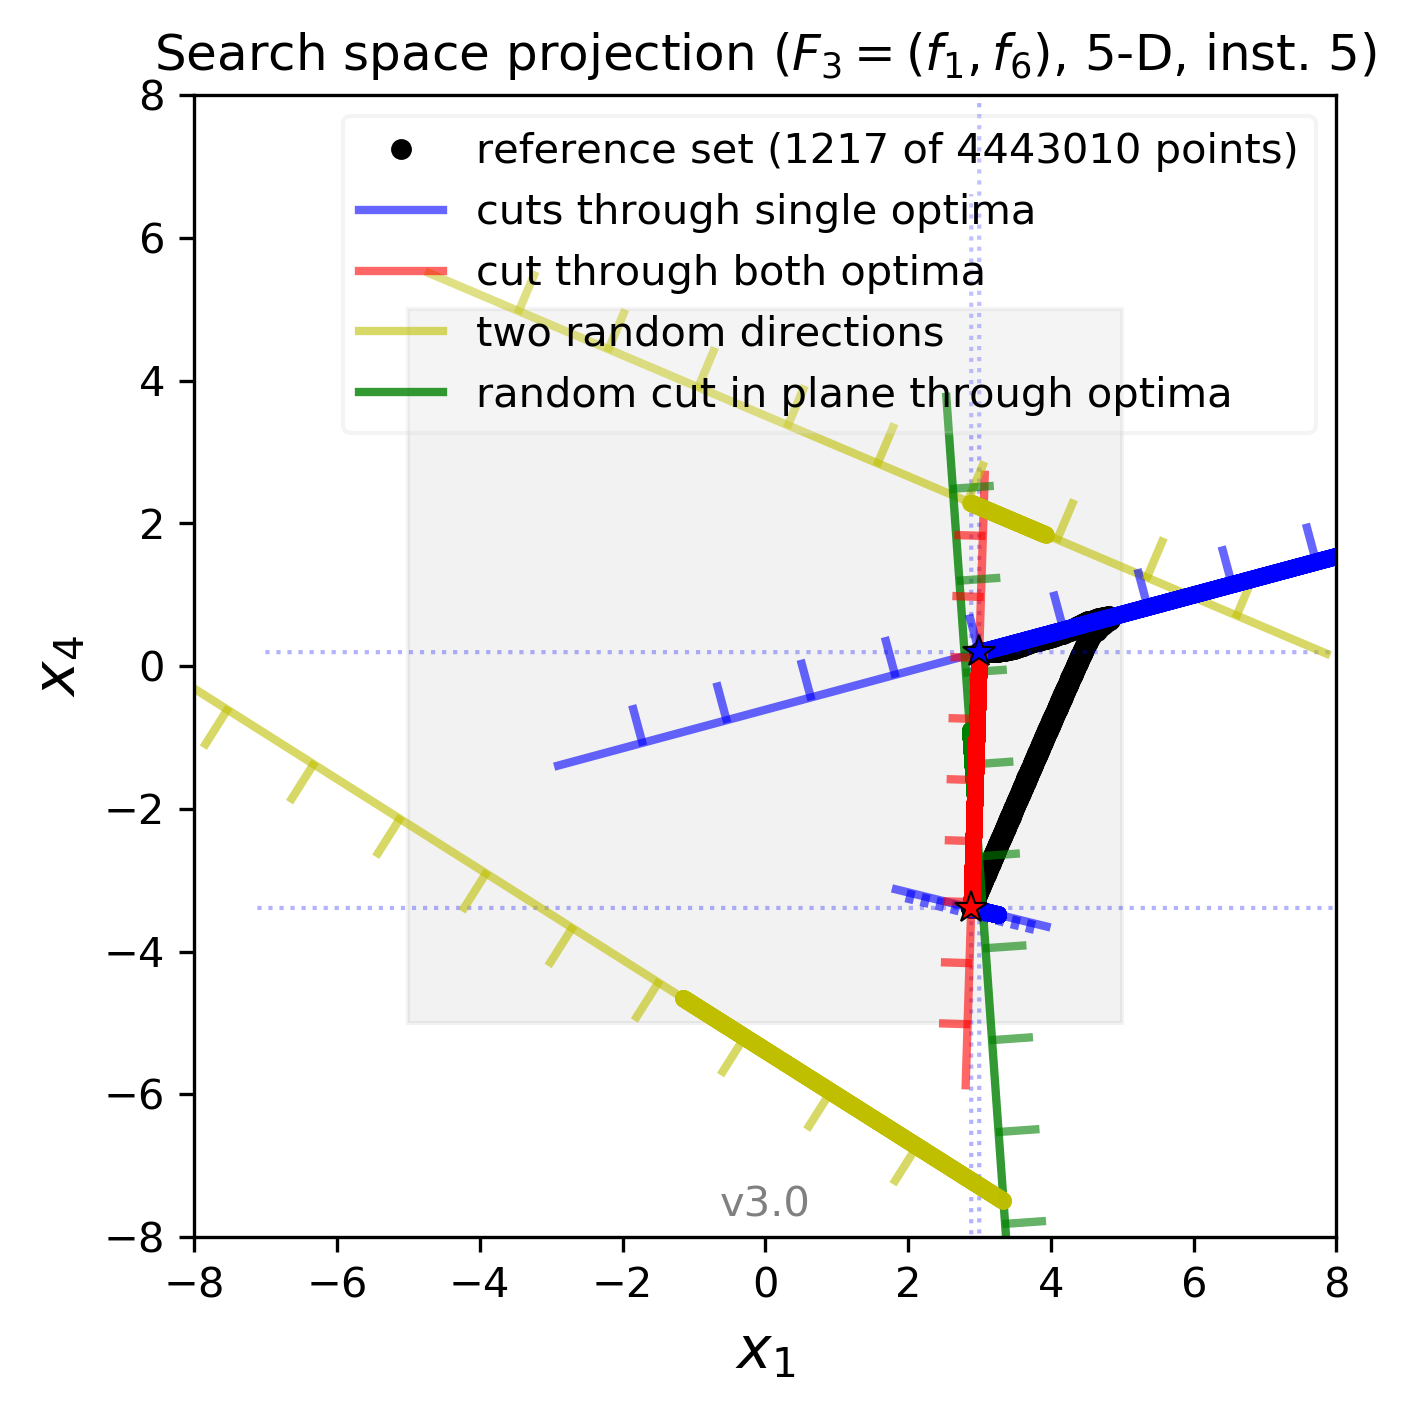 Search space projection (F₃ = (f₁, f₆), 5-D, inst. 5)
reference set (1217 of 4443010 points)
cuts through single optima
cut through both optima
two random directions
random cut in plane through optima
8
6
4
2
0
−2
−4
−6
−8
x₄
v3.0
−8 −6 −4 −2 0 2 4 6 8
x₁